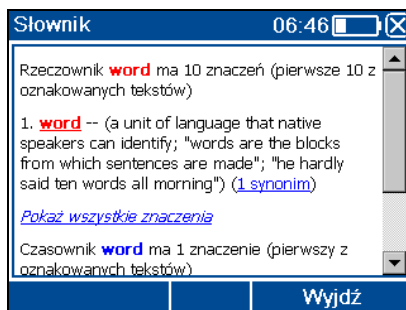 Słownik 06:46
Rzeczownik word ma 10 znaczeń (pierwsze 10 z
oznakowanych tekstów)
1. word -- (a unit of language that native
speakers can identify; "words are the blocks
from which sentences are made"; "he hardly
said ten words all morning") (1 synonim)
Pokaż wszystkie znaczenia
Czasownik word ma 1 znaczenie (pierwszy z
oznakowanych tekstów)
Wyjdź